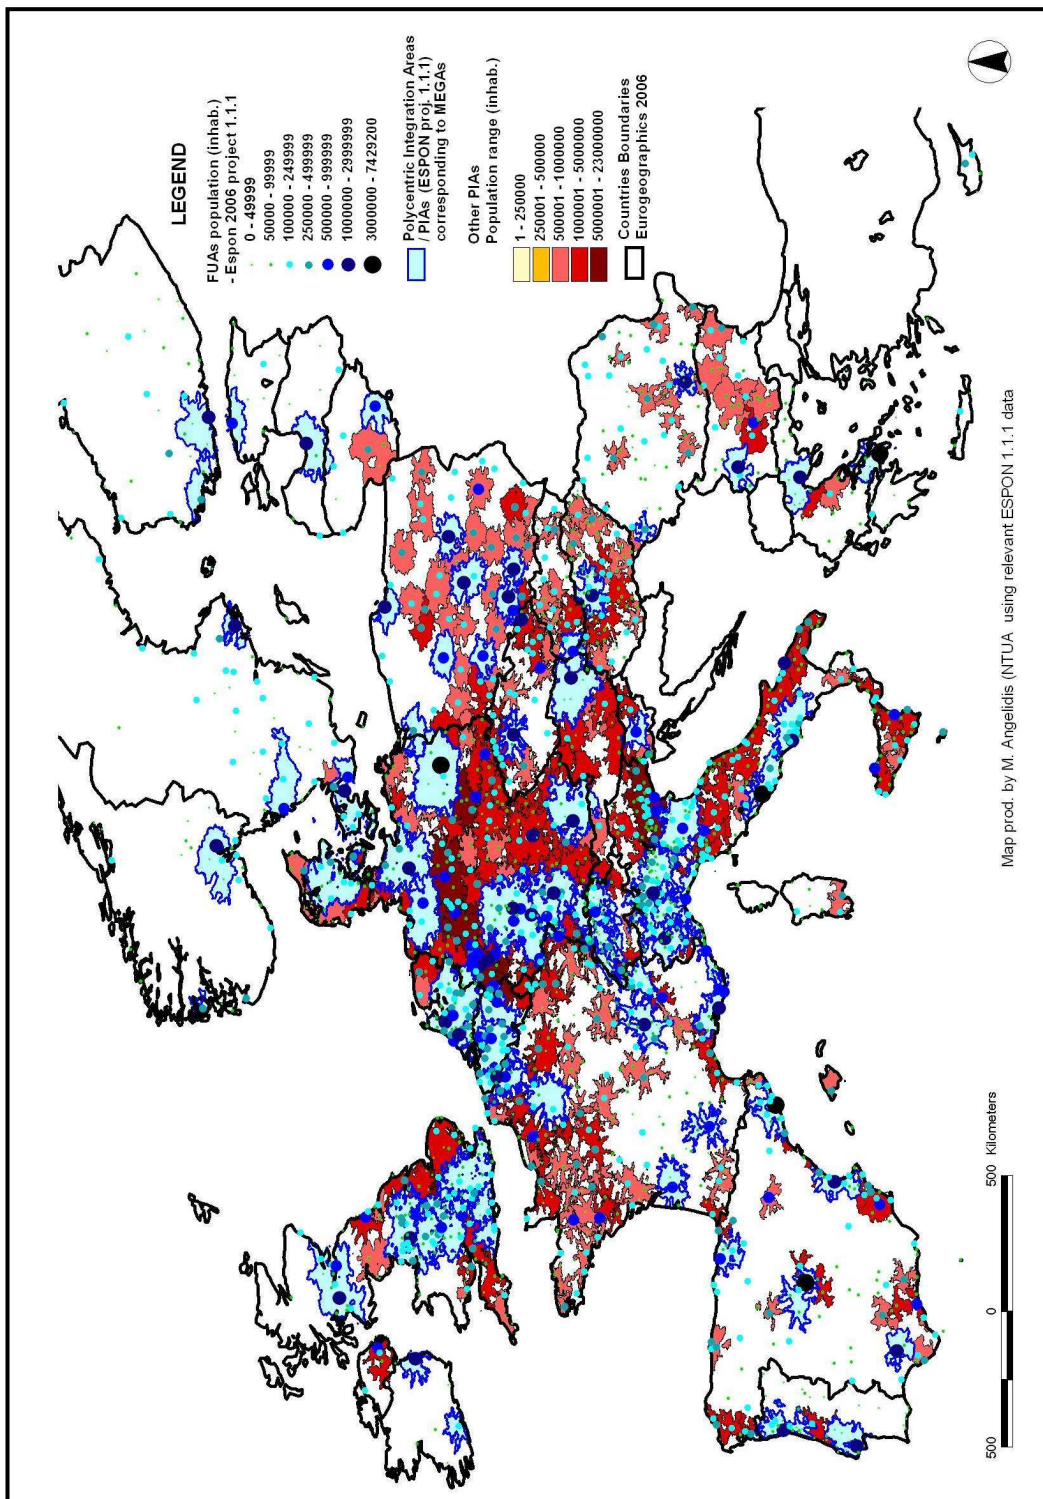 LEGEND
FUAs population (inhab.)
- Espon 2006 project 1.1.1
0 - 49999
50000 - 99999
100000 - 249999
250000 - 499999
500000 - 999999
1000000 - 2999999
3000000 - 7429200
Polycentric Integration Areas
/ PIAs (ESPON proj. 1.1.1)
corresponding to MEGAs
Other PIAs
Population range (inhab.)
1 - 250000
250001 - 500000
500001 - 1000000
1000001 - 5000000
5000001 - 23000000
Countries Boundaries
Eurogeographics 2006
500 0 500 Kilometers
Map prod. by M. Angelidis (NTUA using relevant ESPON 1.1.1 data